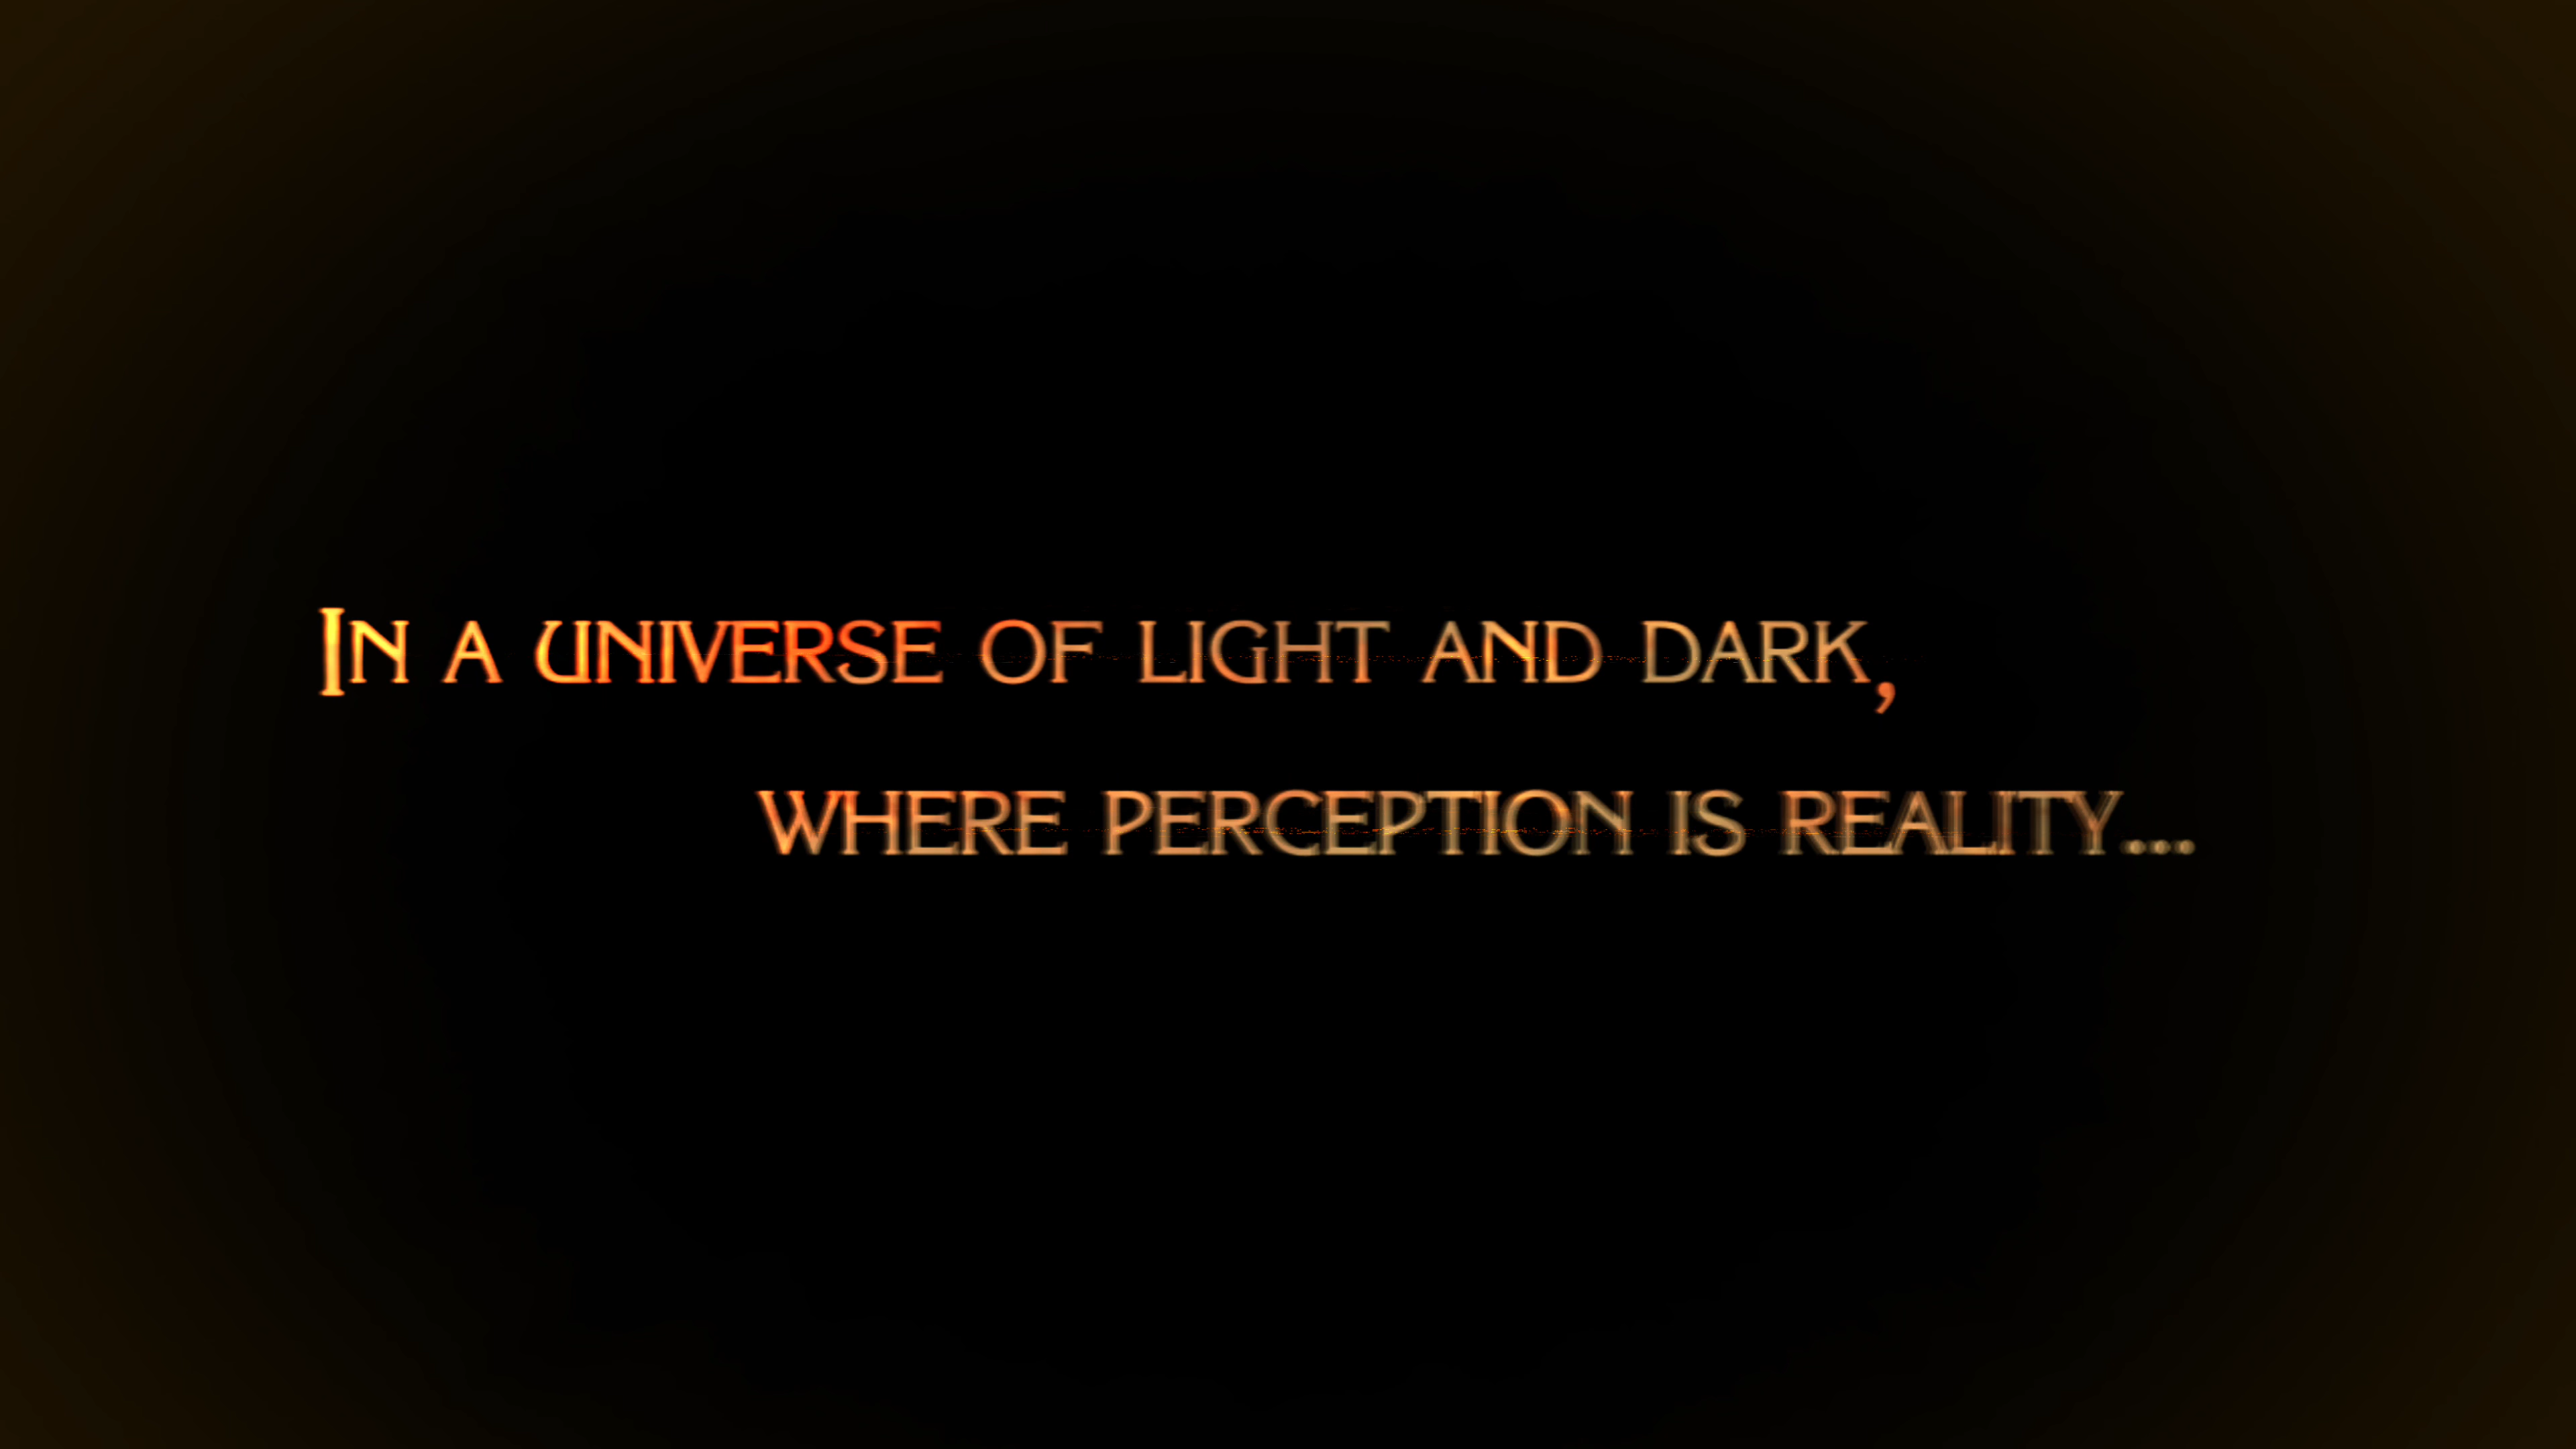 In a universe of light and dark,
where perception is reality...